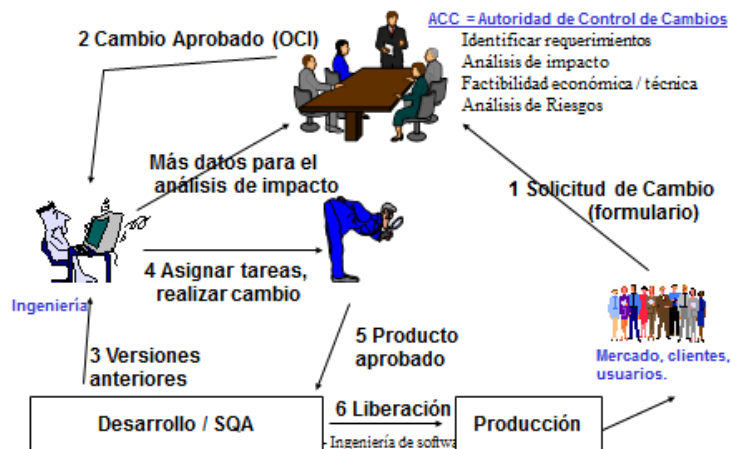 ACC = Autoridad de Control de Cambios
Identificar requerimientos
Análisis de impacto
Factibilidad económica / técnica
Análisis de Riesgos
2 Cambio Aprobado (OCI)
Más datos para el
análisis de impacto
1 Solicitud de Cambio
(formulario)
4 Asignar tareas,
realizar cambio
Ingeniería
5 Producto
aprobado
3 Versiones
anteriores
Mercado, clientes,
usuarios.
Desarrollo / SQA
6 Liberación
Producción
- Ingeniería de softwa